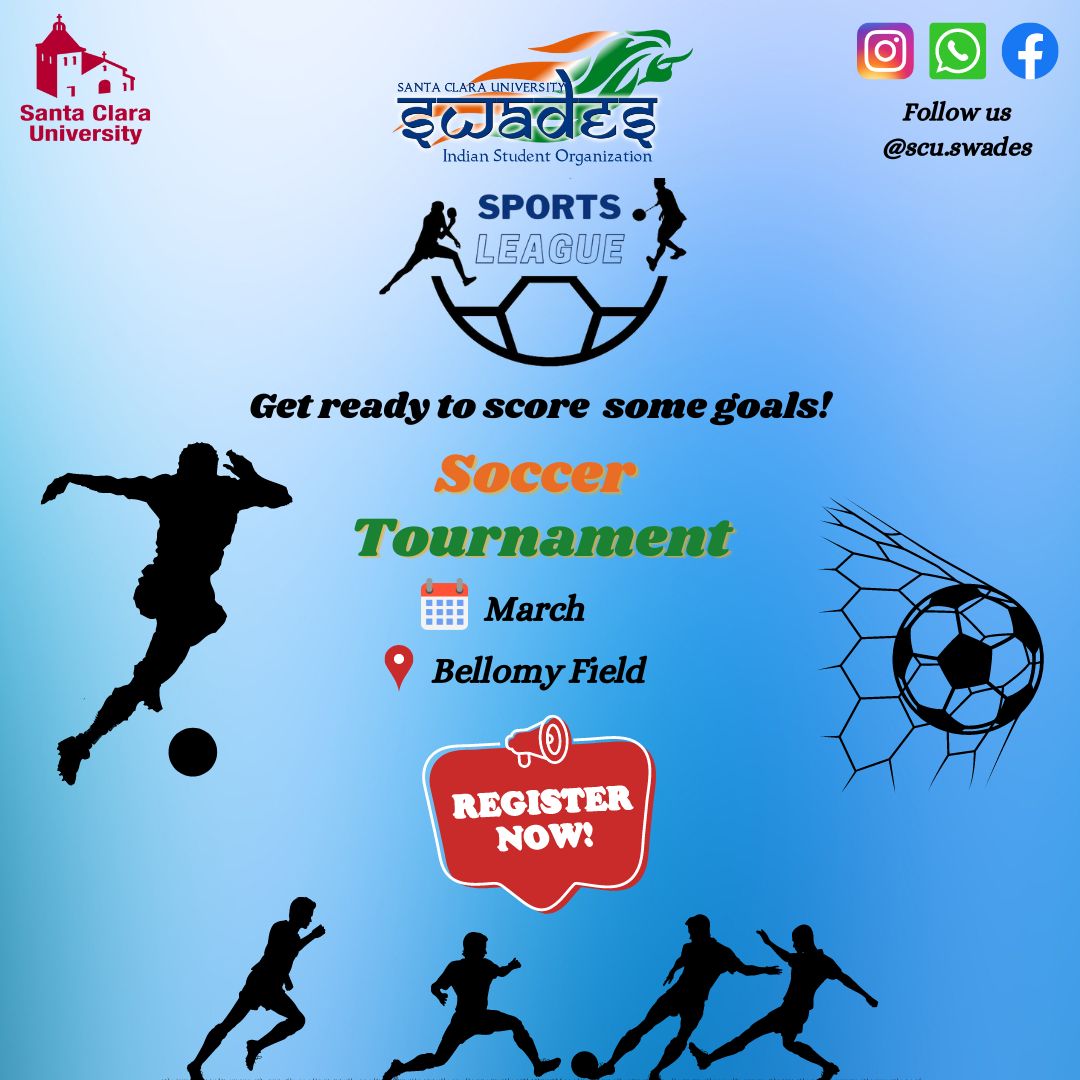 Santa Clara
University
SANTA CLARA UNIVERSITY
SWADES
Indian Student Organization
Follow us
@scu.swades
SPORTS
LEAGUE
Get ready to score some goals!
Soccer
Tournament
March
Bellomy Field
REGISTER
NOW!